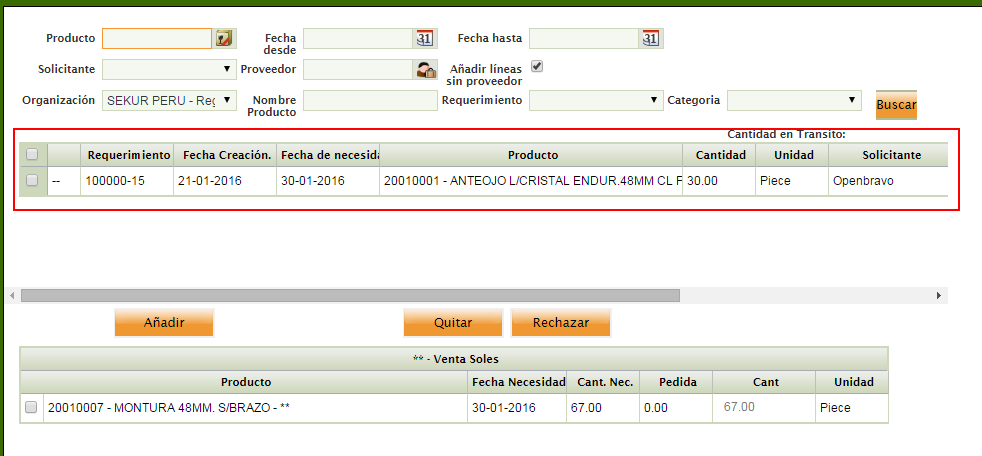 Producto Fecha desde 31 Fecha hasta 31
Solicitante Proveedor Añadir líneas sin proveedor
Organización SEKUR PERU - Reg Nombre Producto Requerimiento Categoria Buscar
Cantidad en Transito:
Requerimiento Fecha Creación. Fecha de necesida Producto Cantidad Unidad Solicitante
-- 100000-15 21-01-2016 30-01-2016 20010001 - ANTEOJO L/CRISTAL ENDUR.48MM CL F 30.00 Piece Openbravo
Añadir Quitar Rechazar
** - Venta Soles
Producto Fecha Necesidad Cant. Nec. Pedida Cant Unidad
20010007 - MONTURA 48MM. S/BRAZO - ** 30-01-2016 67.00 0.00 67.00 Piece